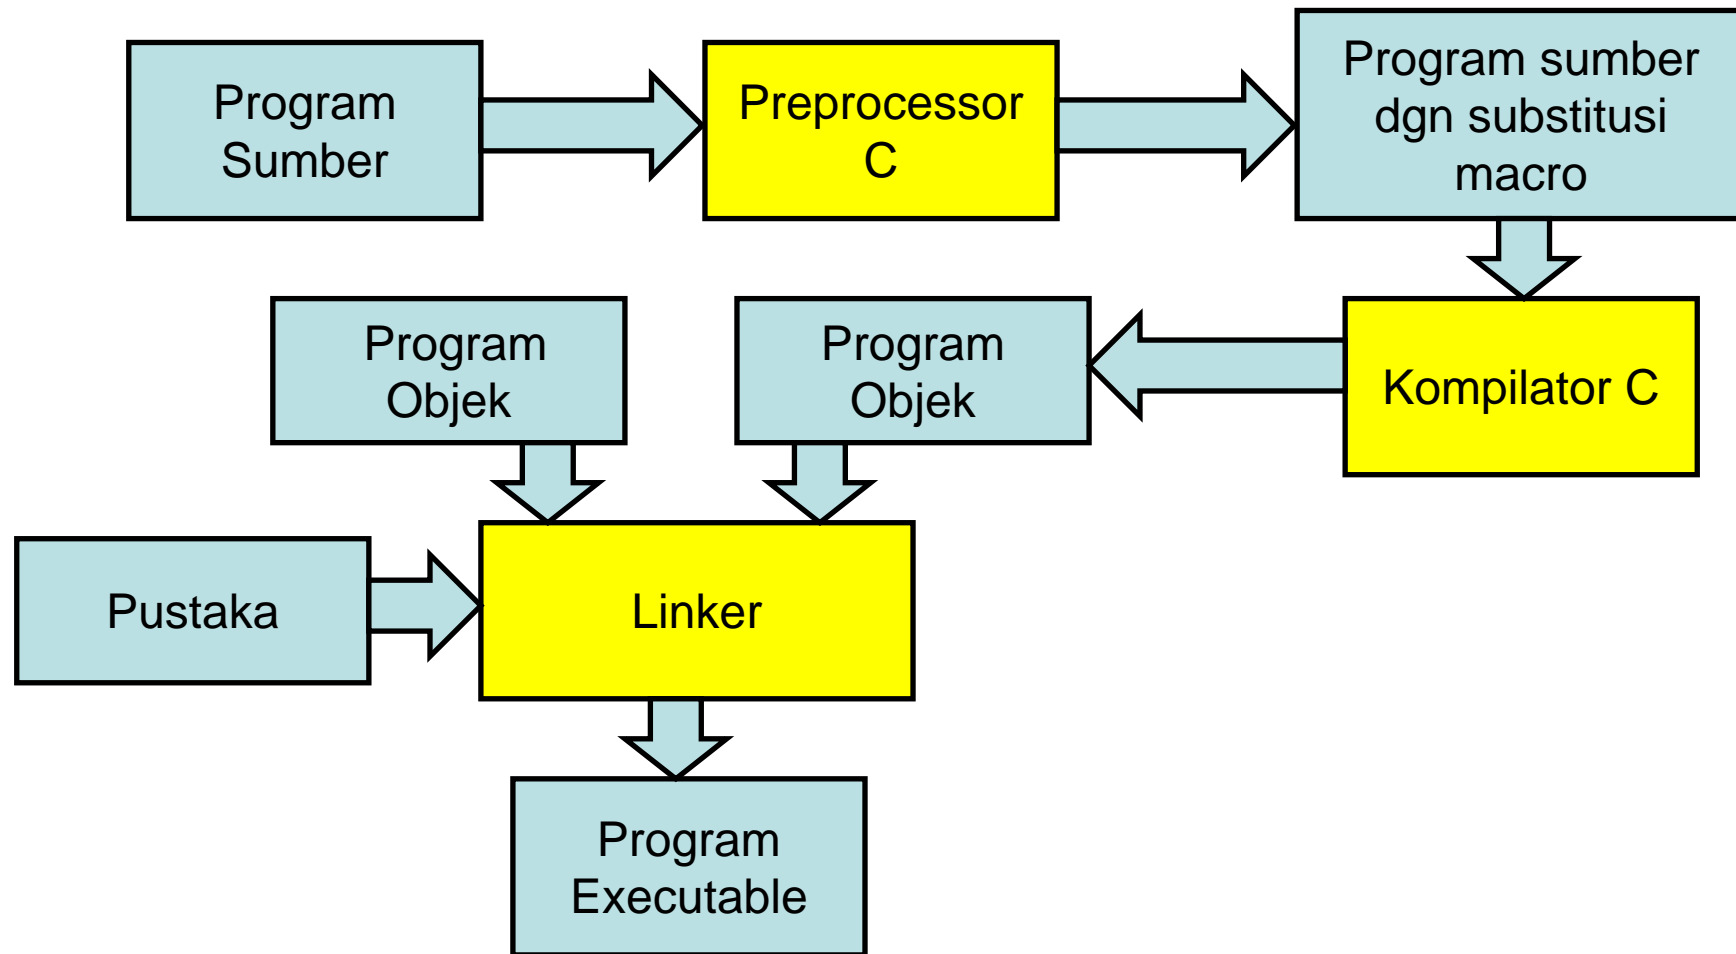 Program
Sumber
Preprocessor
C
Program sumber
dgn substitusi
macro
Program
Objek
Program
Objek
Kompilator C
Pustaka
Linker
Program
Executable